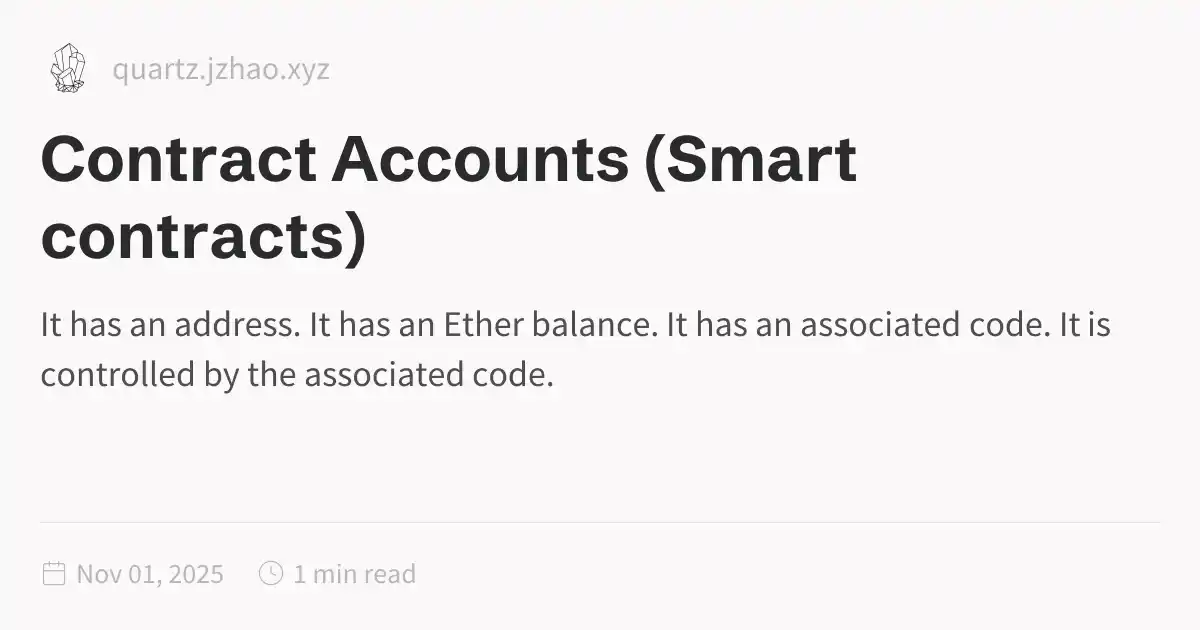 quartz.jzhao.xyz
Contract Accounts (Smart
contracts)
It has an address. It has an Ether balance. It has an associated code. It is
controlled by the associated code.
Nov 01, 2025 1 min read